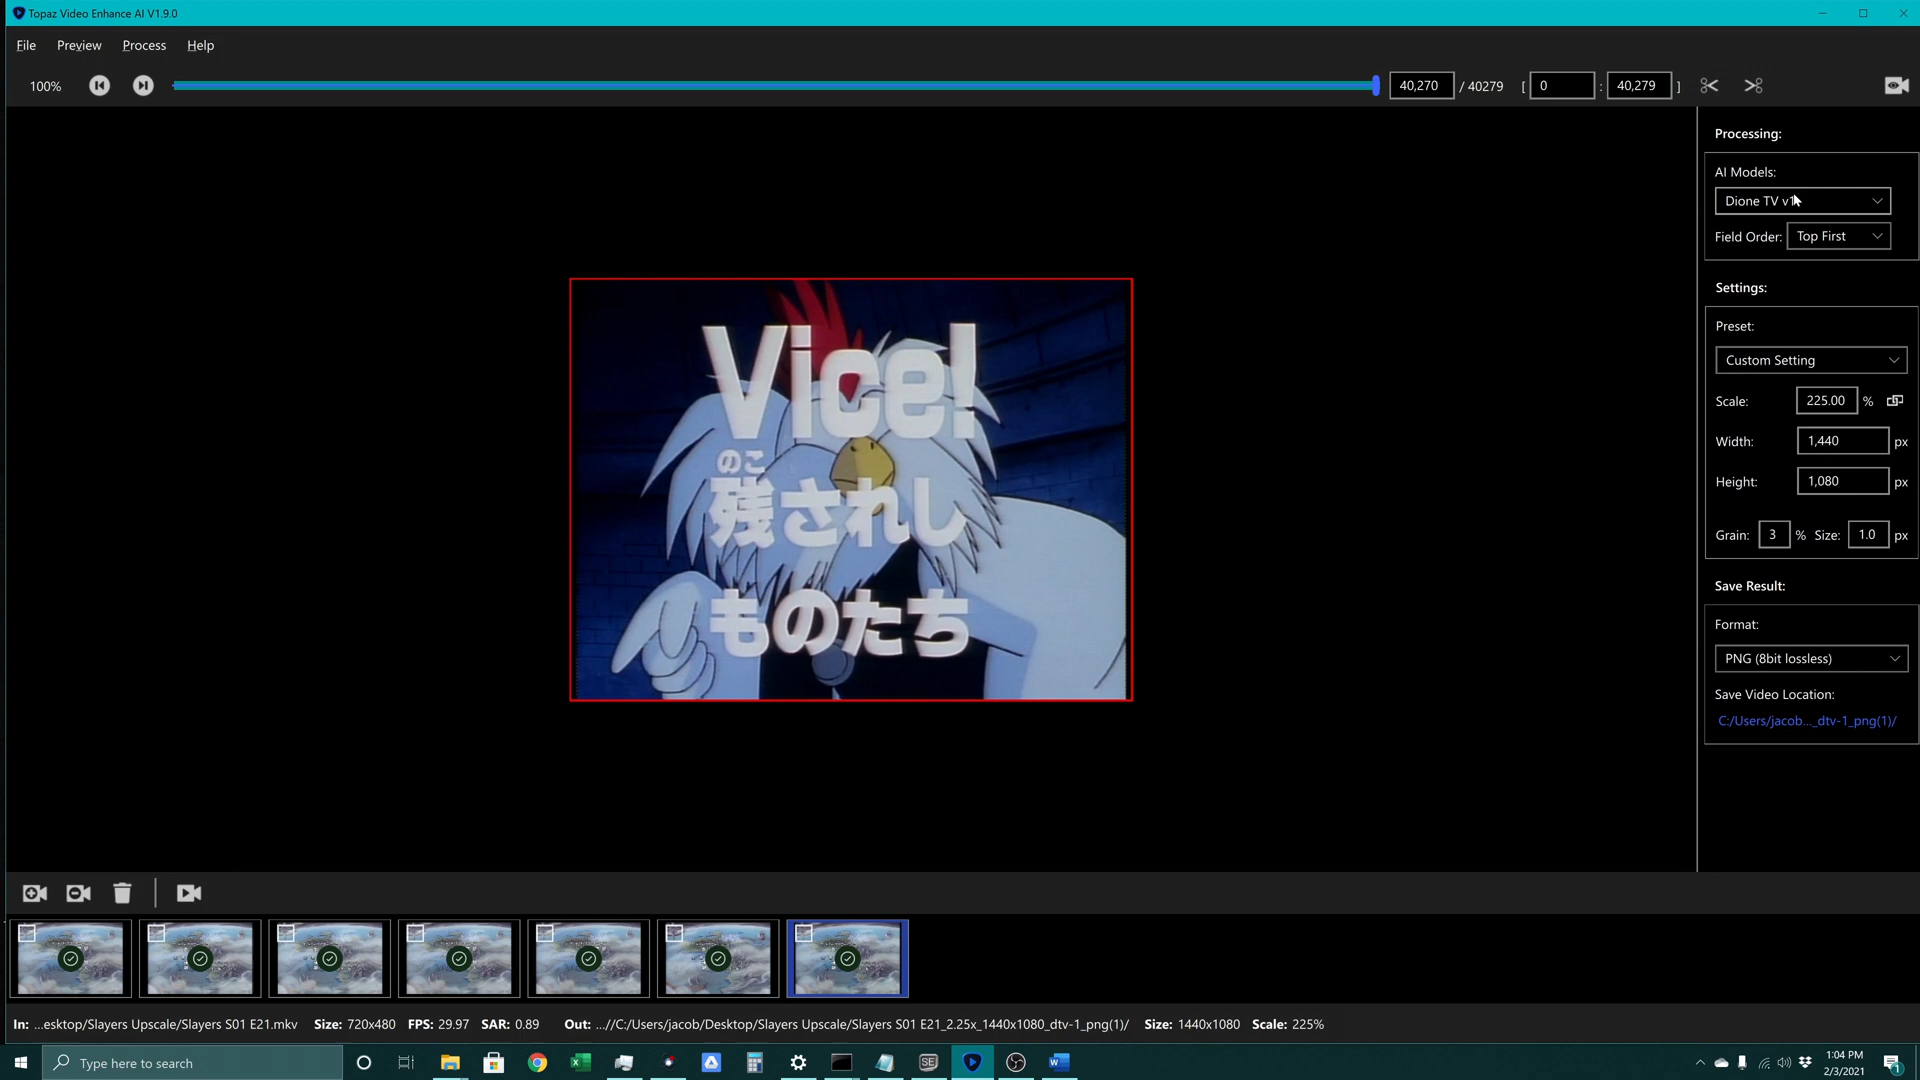 Topaz Video Enhance AI V1.9.0
File Preview Process Help
100% 40,270 / 40279 [ 0 : 40,279 ]
Processing:
AI Models:
Dione TV v1
Field Order: Top First
Settings:
Preset:
Custom Setting
Scale: 225.00 %
Width: 1,440 px
Height: 1,080 px
Grain: 3 % Size: 1.0 px
Save Result:
Format:
PNG (8bit lossless)
Save Video Location:
C:/Users/jacob..._dtv-1_png(1)/
Vice!
のこ
残されし
ものたち
In: ...esktop/Slayers Upscale/Slayers S01 E21.mkv Size: 720x480 FPS: 29.97 SAR: 0.89 Out: ...//C:/Users/jacob/Desktop/Slayers Upscale/Slayers S01 E21_2.25x_1440x1080_dtv-1_png(1)/ Size: 1440x1080 Scale: 225%
Type here to search
SE
1:04 PM
2/3/2021
1